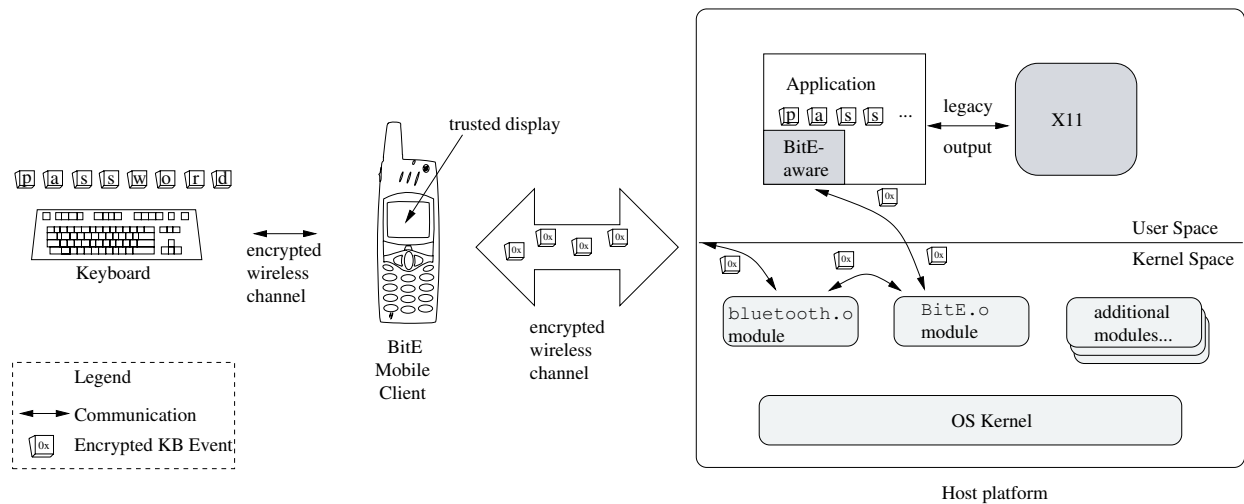 p a s s w o r d
Keyboard
encrypted
wireless
channel
trusted display
BitE
Mobile
Client
0x 0x 0x 0x
encrypted
wireless
channel
Application
p a s s ...
BitE-
aware
legacy
output
X11
0x
User Space
Kernel Space
0x
0x
0x
bluetooth.o
module
BitE.o
module
additional
modules...
OS Kernel
Host platform
Legend
Communication
0x Encrypted KB Event